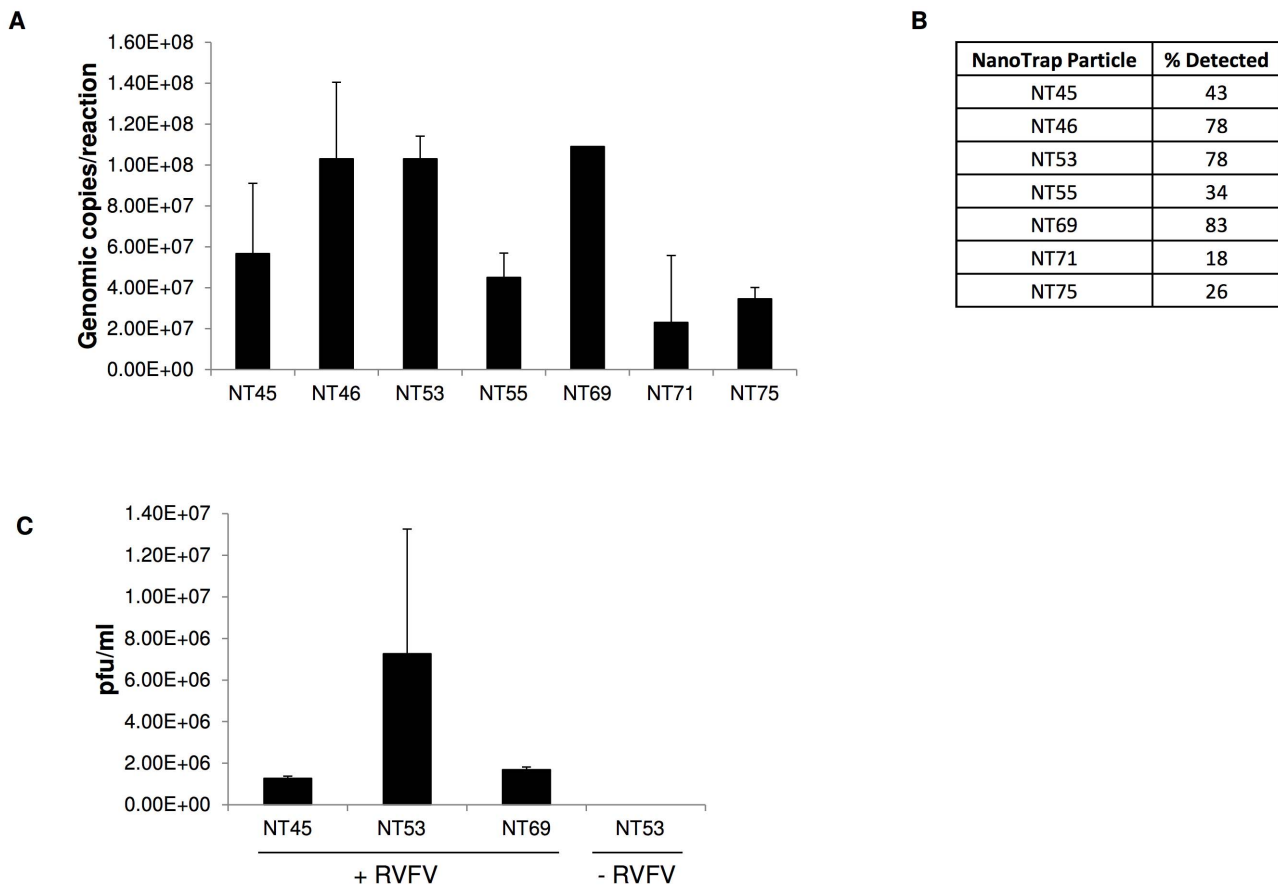 A
Genomic copies/reaction
1.60E+08
1.40E+08
1.20E+08
1.00E+08
8.00E+07
6.00E+07
4.00E+07
2.00E+07
0.00E+00
NT45 NT46 NT53 NT55 NT69 NT71 NT75
B
NanoTrap Particle % Detected
NT45 43
NT46 78
NT53 78
NT55 34
NT69 83
NT71 18
NT75 26
C
pfu/ml
1.40E+07
1.20E+07
1.00E+07
8.00E+06
6.00E+06
4.00E+06
2.00E+06
0.00E+00
NT45 NT53 NT69 NT53
+ RVFV - RVFV